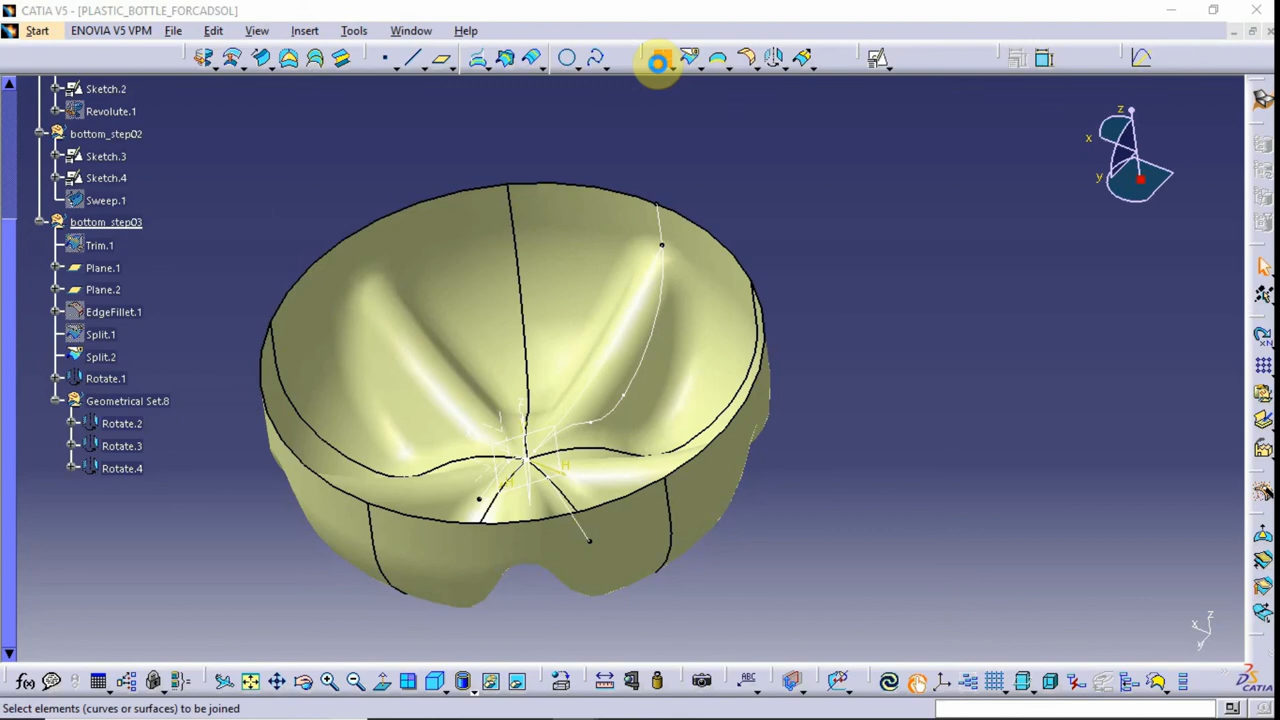 CATIA V5 - [PLASTIC_BOTTLE_FORCADSOL]
Start ENOVIA V5 VPM File Edit View Insert Tools Window Help
Sketch.2
Revolute.1
bottom_step02
Sketch.3
Sketch.4
Sweep.1
bottom_step03
Trim.1
Plane.1
Plane.2
EdgeFillet.1
Split.1
Split.2
Rotate.1
Geometrical Set.8
Rotate.2
Rotate.3
Rotate.4
z
x
y
H
H
z
x
y
f(x)
ABC
CATIA
Select elements (curves or surfaces) to be joined